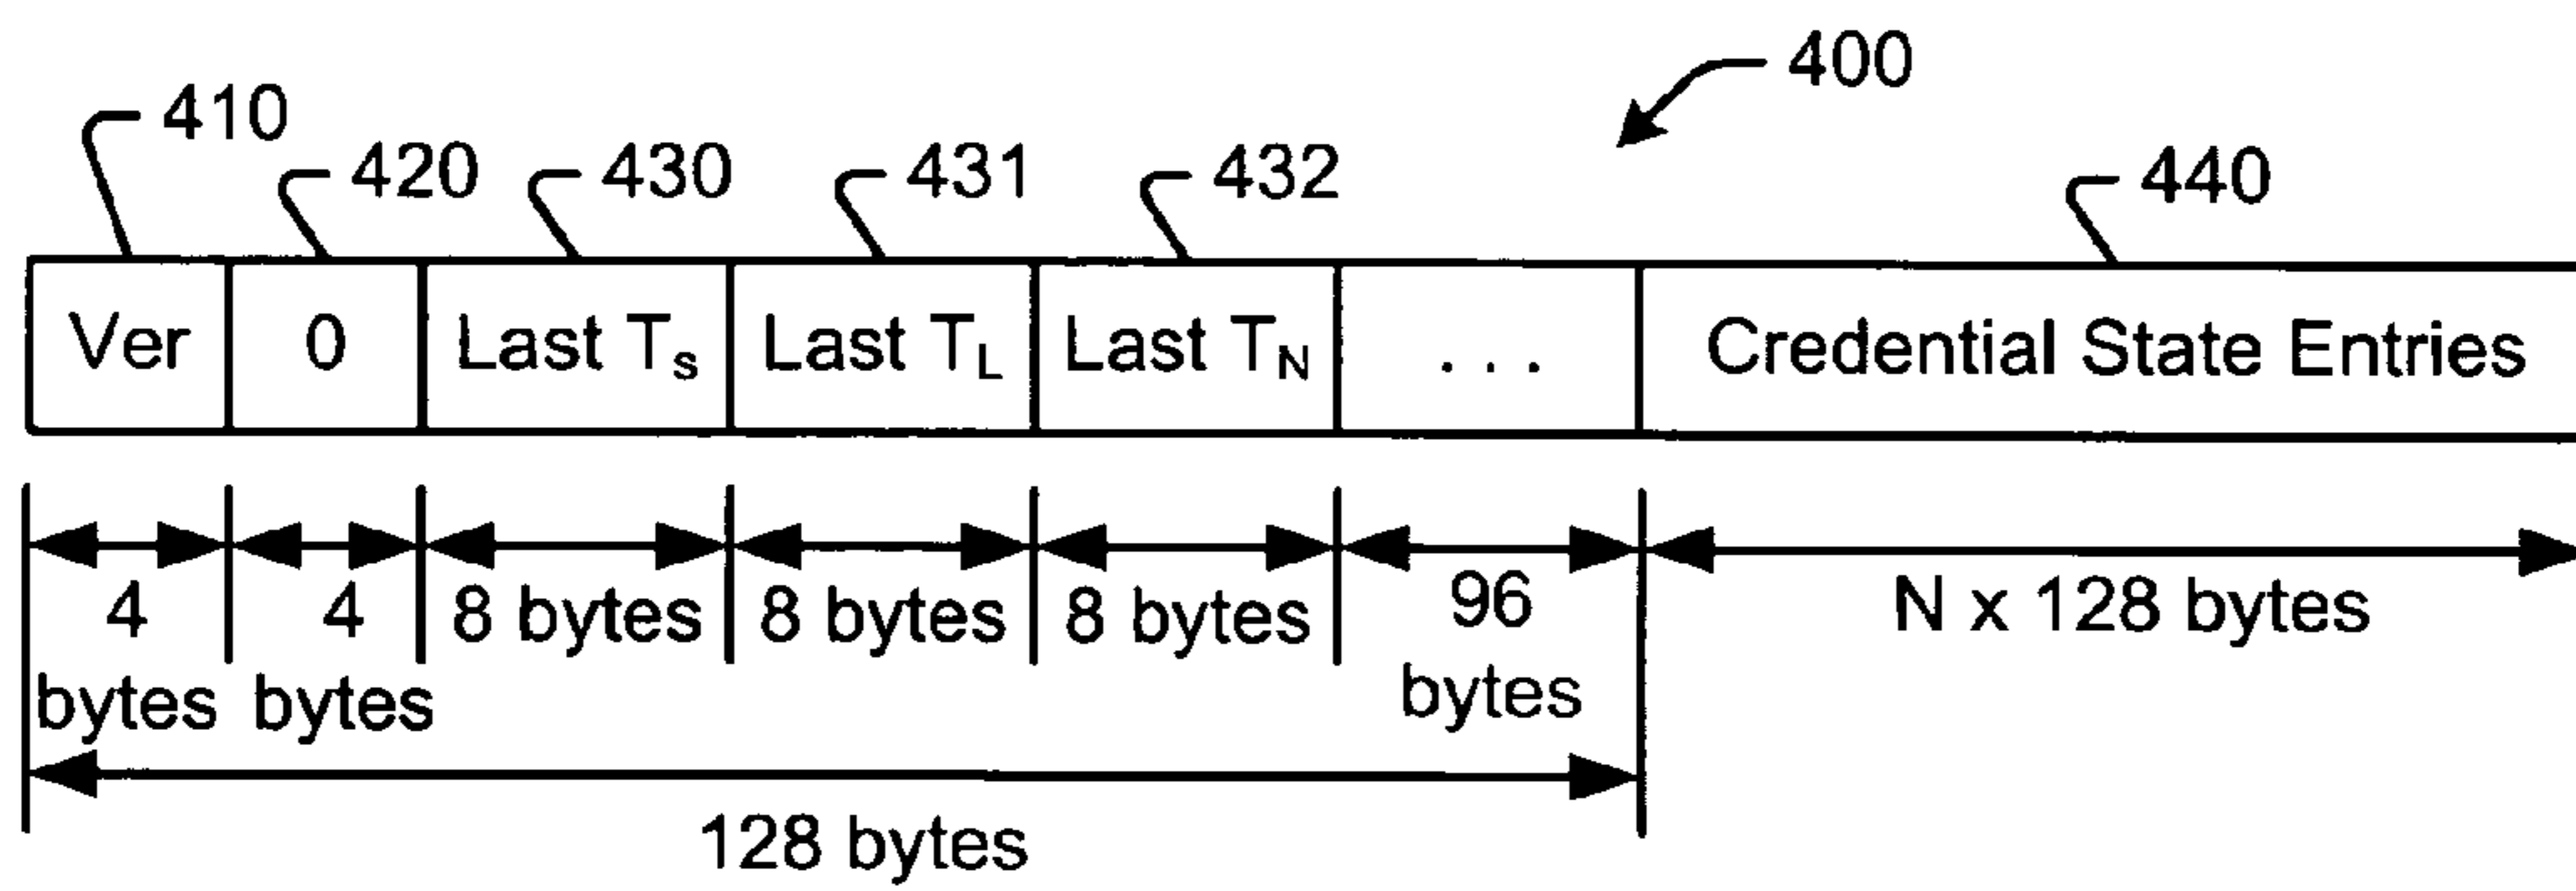 400
410
420 430 431 432 440
Ver 0 Last Ts Last TL Last TN . . . Credential State Entries
4 4 8 bytes 8 bytes 8 bytes 96 N x 128 bytes
bytes bytes bytes
128 bytes